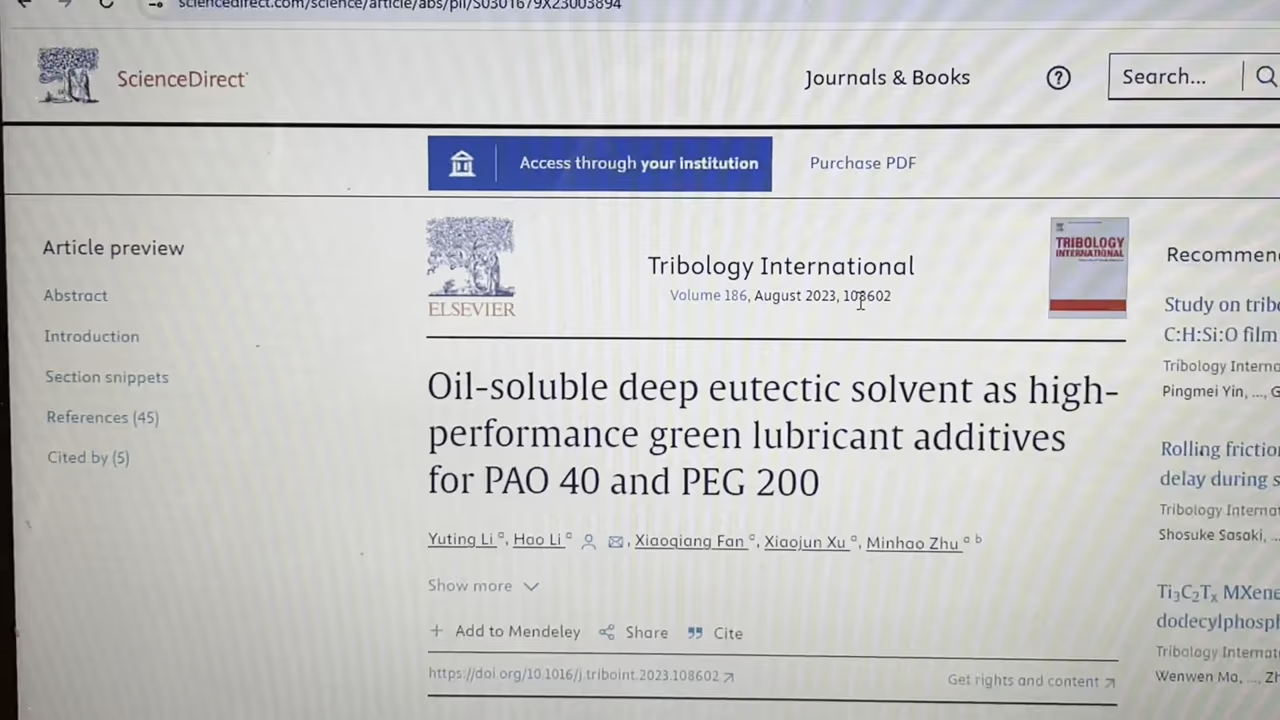 sciencedirect.com/science/article/abs/pii/S0301679X23003894
ScienceDirect
Journals & Books
Search...
Access through your institution
Purchase PDF
Article preview
Abstract
Introduction
Section snippets
References (45)
Cited by (5)
ELSEVIER
Tribology International
Volume 186, August 2023, 108602
TRIBOLOGY
INTERNATIONAL
Oil-soluble deep eutectic solvent as high-
performance green lubricant additives
for PAO 40 and PEG 200
Yuting Li a, Hao Li a, Xiaoqiang Fan a, Xiaojun Xu a, Minhao Zhu a b
Show more
Add to Mendeley Share Cite
https://doi.org/10.1016/j.triboint.2023.108602
Get rights and content
Recommen
Study on tribo
C:H:Si:O film
Tribology Interna
Pingmei Yin, ..., G
Rolling frictio
delay during s
Tribology Internat
Shosuke Sasaki, ...
Ti3C2Tx MXene
dodecylphosph
Tribology Internat
Wenwen Ma, ..., Zh